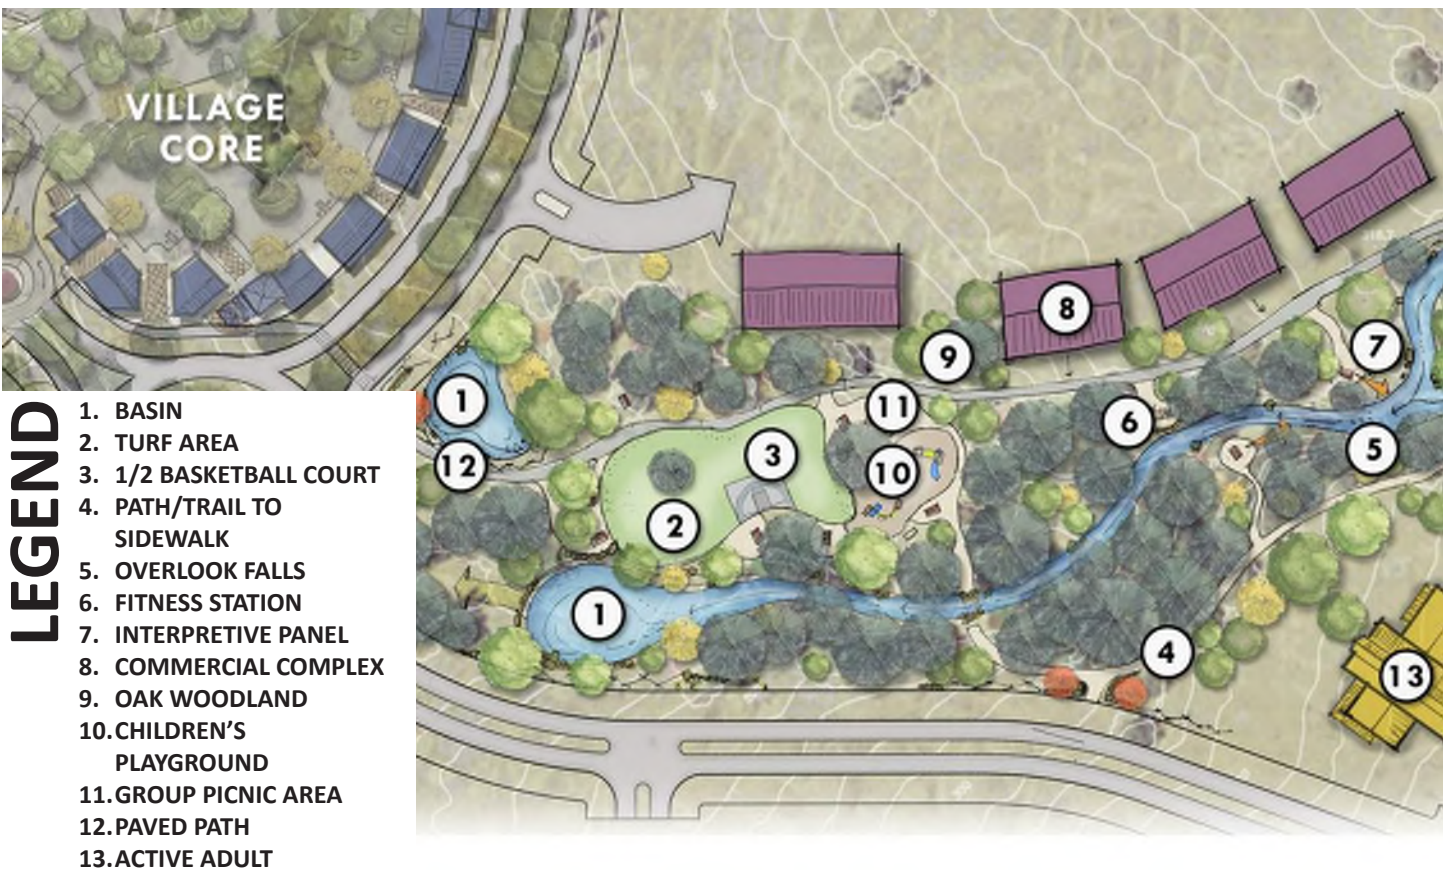 VILLAGE
CORE
LEGEND
1. BASIN
2. TURF AREA
3. 1/2 BASKETBALL COURT
4. PATH/TRAIL TO
SIDEWALK
5. OVERLOOK FALLS
6. FITNESS STATION
7. INTERPRETIVE PANEL
8. COMMERCIAL COMPLEX
9. OAK WOODLAND
10. CHILDREN’S
PLAYGROUND
11. GROUP PICNIC AREA
12. PAVED PATH
13. ACTIVE ADULT
8
7
9
1
11
6
12
3
10
5
2
1
4
13